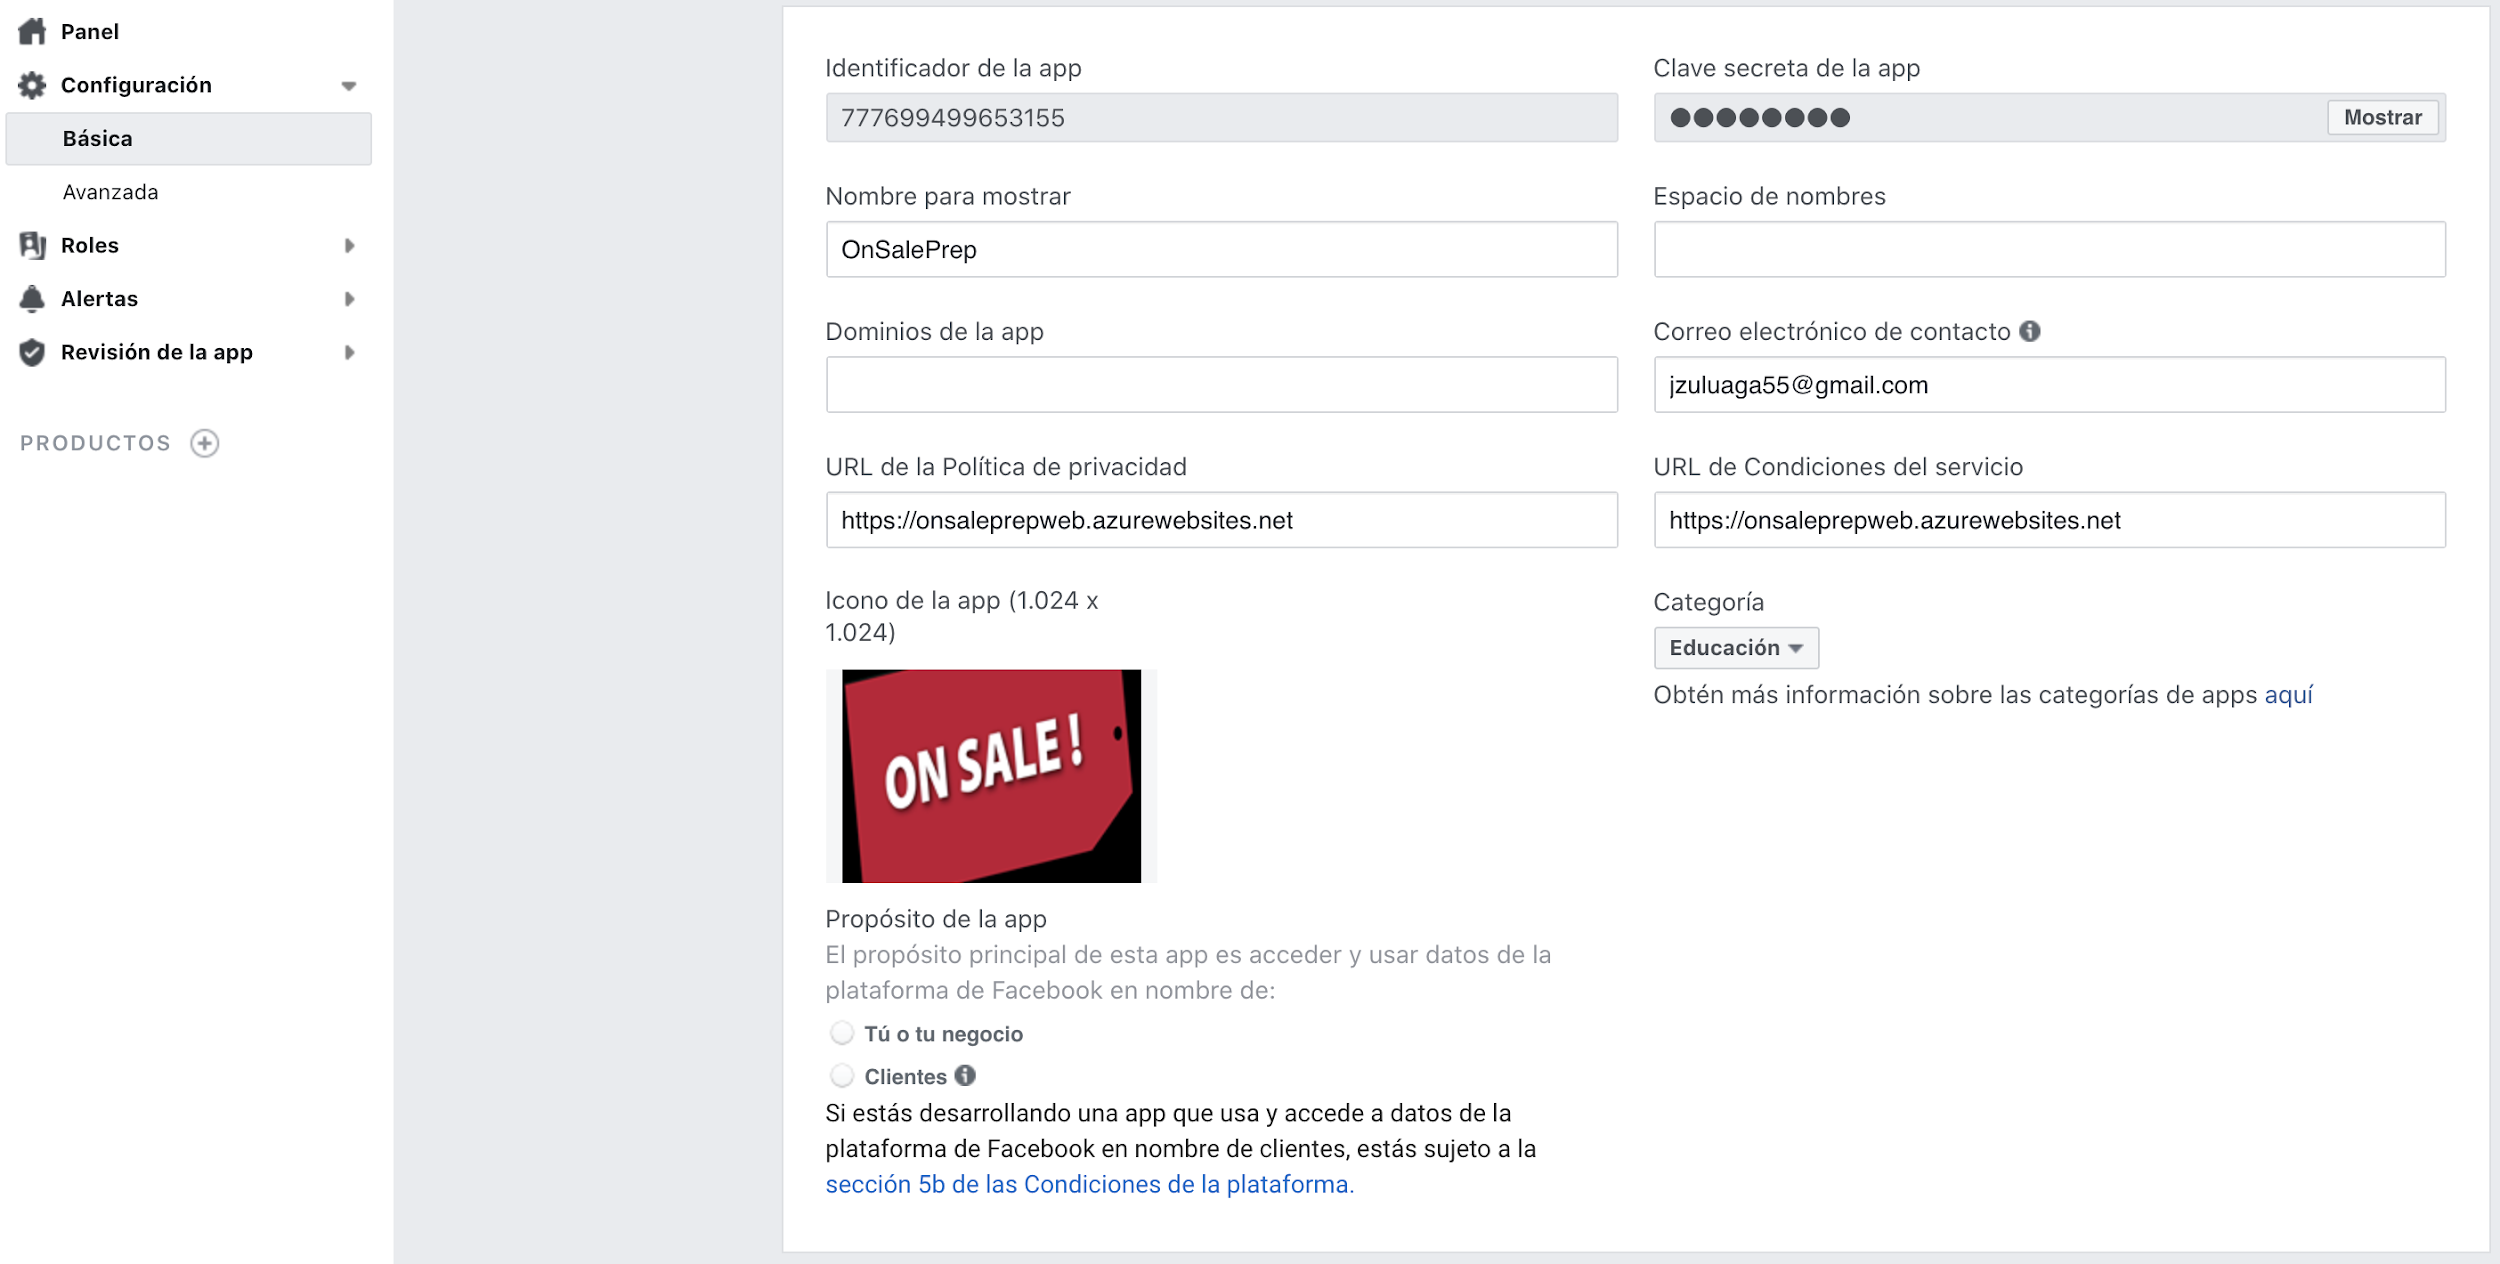 Panel
Configuración
Básica
Avanzada
Roles
Alertas
Revisión de la app
PRODUCTOS
Identificador de la app
777699499653155
Clave secreta de la app
Mostrar
Nombre para mostrar
OnSalePrep
Espacio de nombres
Dominios de la app
Correo electrónico de contacto
jzuluaga55@gmail.com
URL de la Política de privacidad
https://onsaleprepweb.azurewebsites.net
URL de Condiciones del servicio
https://onsaleprepweb.azurewebsites.net
Icono de la app (1.024 x
1.024)
ON SALE!
Categoría
Educación
Obtén más información sobre las categorías de apps aquí
Propósito de la app
El propósito principal de esta app es acceder y usar datos de la
plataforma de Facebook en nombre de:
Tú o tu negocio
Clientes
Si estás desarrollando una app que usa y accede a datos de la
plataforma de Facebook en nombre de clientes, estás sujeto a la
sección 5b de las Condiciones de la plataforma.